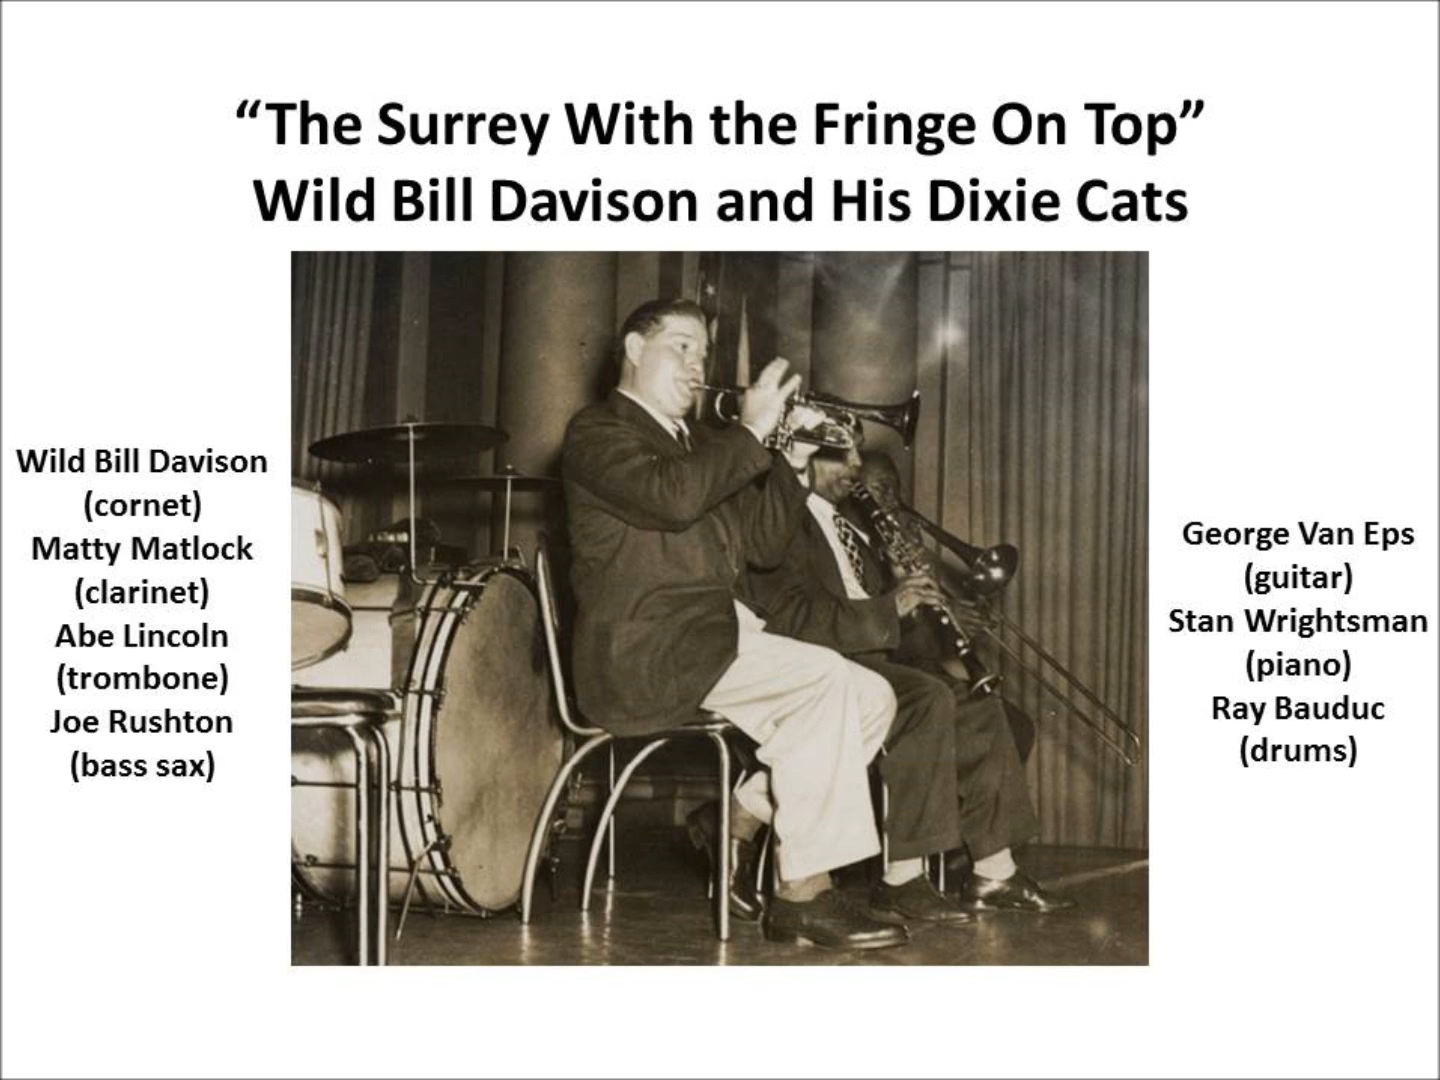 “The Surrey With the Fringe On Top”
Wild Bill Davison and His Dixie Cats
Wild Bill Davison
(cornet)
Matty Matlock
(clarinet)
Abe Lincoln
(trombone)
Joe Rushton
(bass sax)
George Van Eps
(guitar)
Stan Wrightsman
(piano)
Ray Bauduc
(drums)